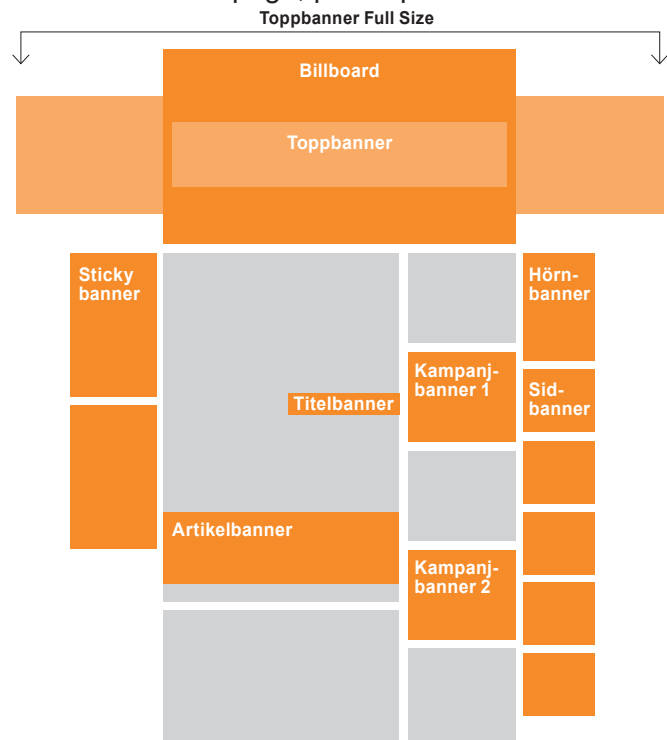 Toppbanner Full Size
Billboard
Toppbanner
Sticky
banner
Hörn-
banner
Kampanj-
banner 1
Sid-
banner
Titelbanner
Artikelbanner
Kampanj-
banner 2